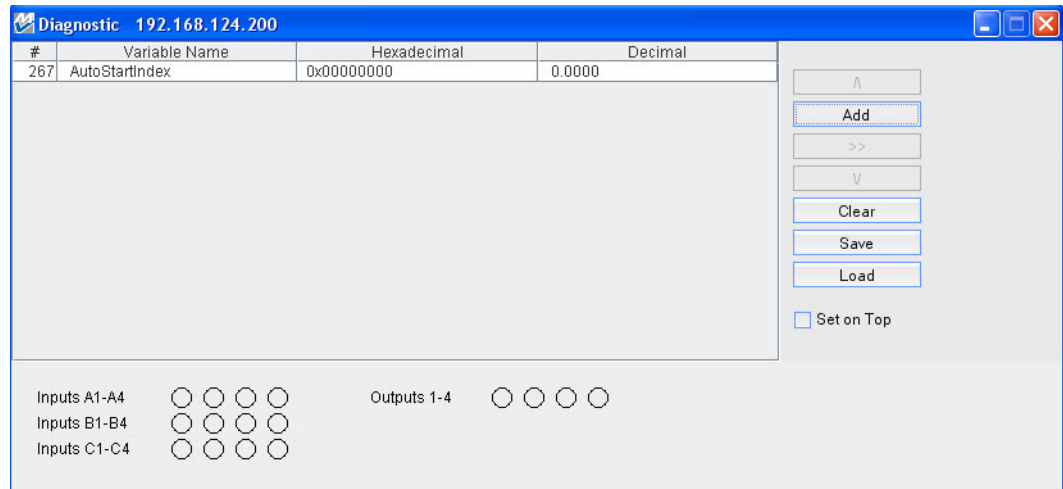 Diagnostic 192.168.124.200
# Variable Name Hexadecimal Decimal
267 AutoStartIndex 0x00000000 0.0000
Λ
Add
>>
V
Clear
Save
Load
Set on Top
Inputs A1-A4 Outputs 1-4
Inputs B1-B4
Inputs C1-C4